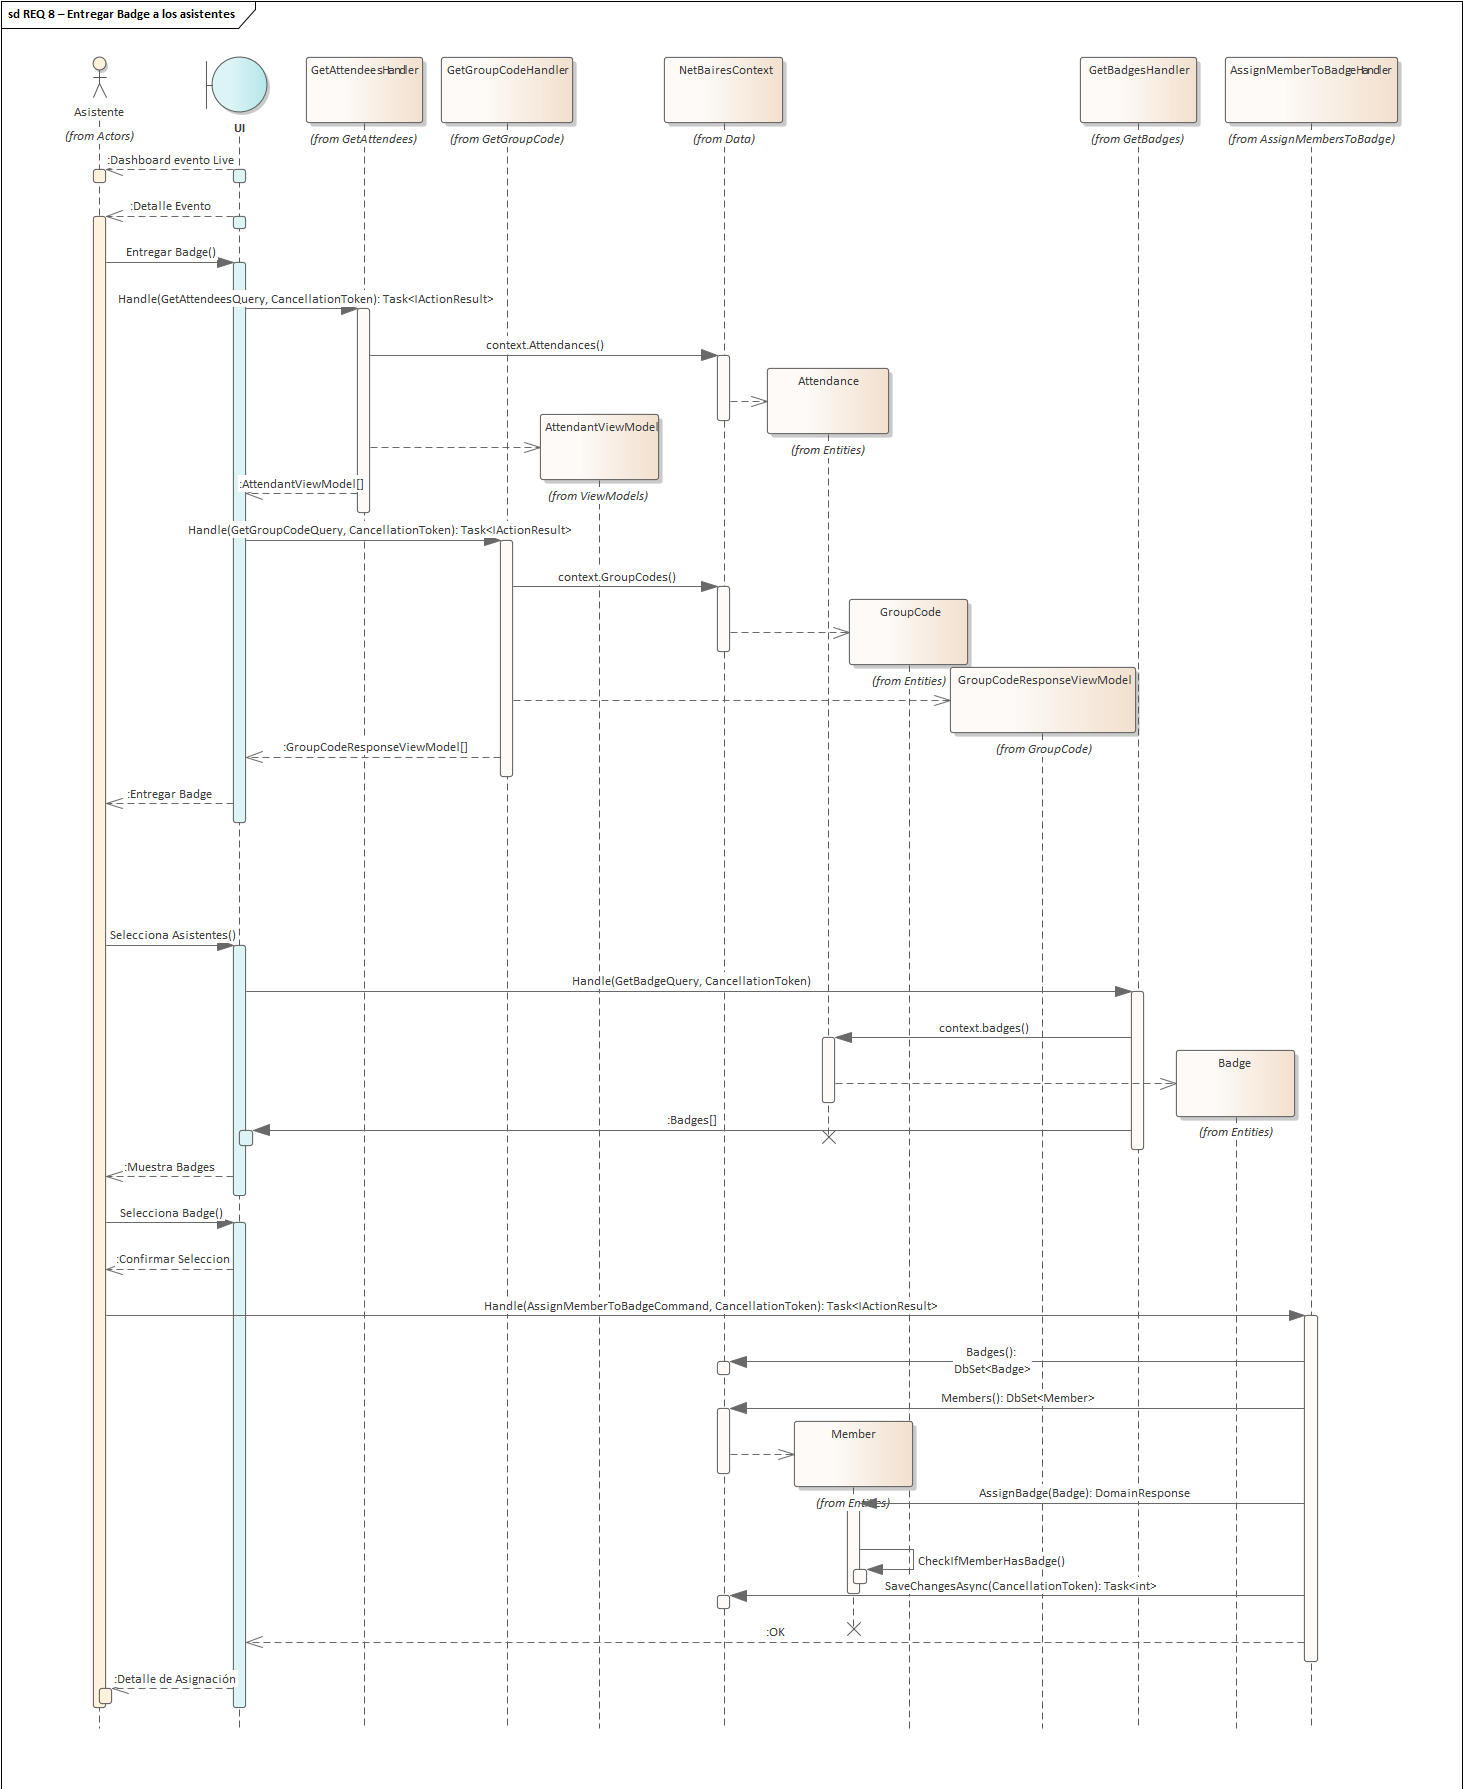 sd REQ 8 – Entregar Badge a los asistentes
Asistente
(from Actors)
UI
GetAttendeesHandler
(from GetAttendees)
GetGroupCodeHandler
(from GetGroupCode)
NetBairesContext
(from Data)
GetBadgesHandler
(from GetBadges)
AssignMemberToBadgeHandler
(from AssignMembersToBadge)
:Dashboard evento Live
:Detalle Evento
Entregar Badge()
Handle(GetAttendeesQuery, CancellationToken): Task<IActionResult>
context.Attendances()
Attendance
(from Entities)
AttendantViewModel
(from ViewModels)
:AttendantViewModel[]
Handle(GetGroupCodeQuery, CancellationToken): Task<IActionResult>
context.GroupCodes()
GroupCode
(from Entities)
GroupCodeResponseViewModel
(from GroupCode)
:GroupCodeResponseViewModel[]
:Entregar Badge
Selecciona Asistentes()
Handle(GetBadgeQuery, CancellationToken)
context.badges()
Badge
(from Entities)
:Badges[]
:Muestra Badges
Selecciona Badge()
:Confirmar Seleccion
Handle(AssignMemberToBadgeCommand, CancellationToken): Task<IActionResult>
Badges():
DbSet<Badge>
Members(): DbSet<Member>
Member
(from Entities)
AssignBadge(Badge): DomainResponse
CheckIfMemberHasBadge()
SaveChangesAsync(CancellationToken): Task<int>
:OK
:Detalle de Asignación